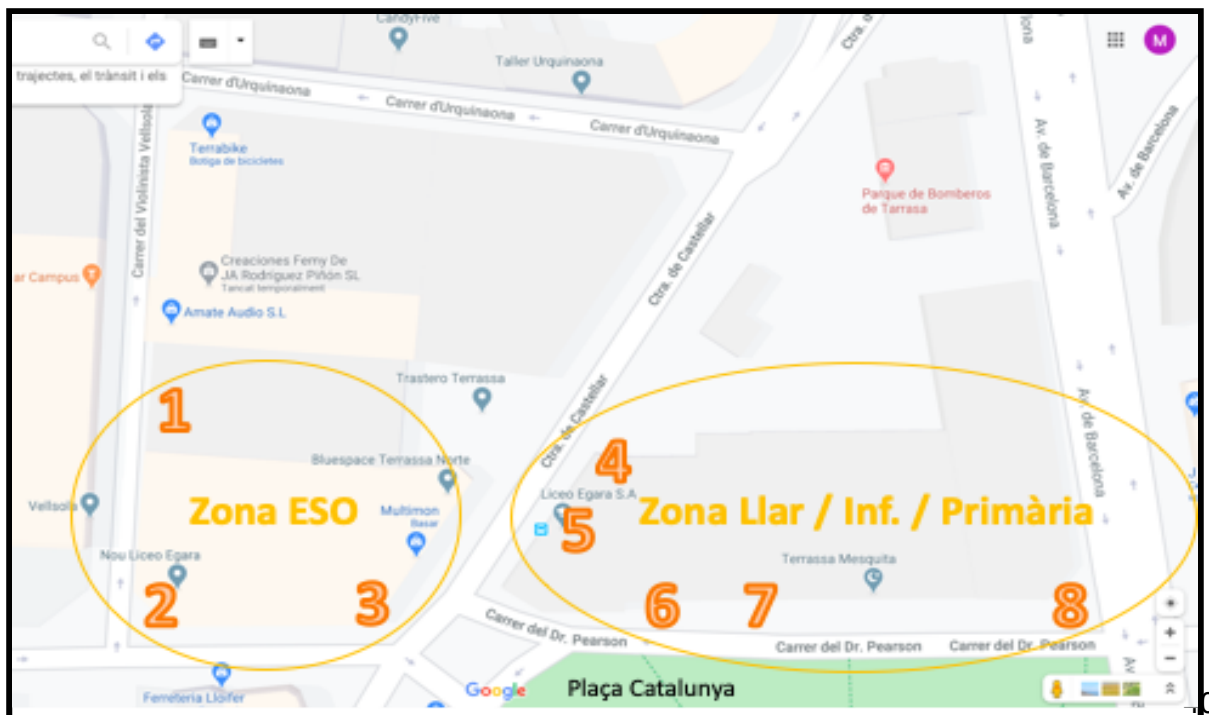 CandyFive
M
trajectes, el trànsit i els
Taller Urquinaona
Carrer d'Urquinaona
Carrer d'Urquinaona
Carrer d'Urquinaona
Ctra.
Av. de Barcelona
Av. de Barcelona
Terrabike
Botiga de bicicletes
Carrer del Violinista Vellsolà
Parque de Bomberos
de Tarrasa
Ctra. de Castellar
Creaciones Ferny De
JA Rodriguez Piñón SL
Tancat temporalment
ar Campus
Amate Audio S.L
Trastero Terrassa
1
Ctra. de Castellar
Av. de Barcelona
Bluespace Terrassa Norte
4
Liceo Egara S.A
Vellsola
Zona ESO
Multimon
Basar
5
Zona Llar / Inf. / Primària
Nou Liceo Egara
Terrassa Mesquita
2
3
6
7
8
Carrer del Dr. Pearson
Carrer del Dr. Pearson
Carrer del Dr. Pearson
Av
Ferreteria Lloifer
Google
Plaça Catalunya